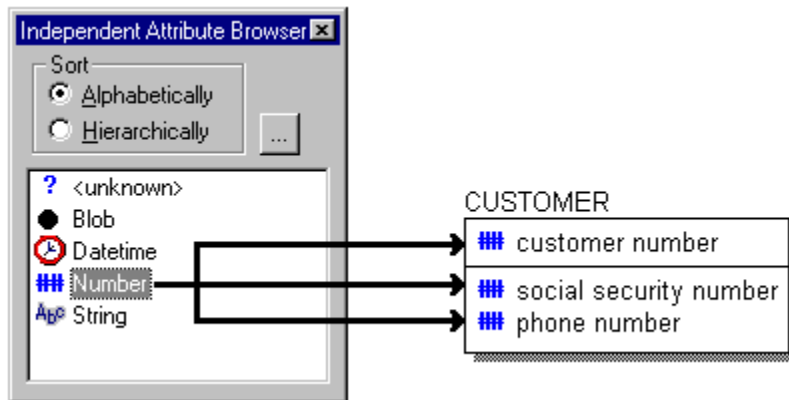 Independent Attribute Browser
Sort
Alphabetically
Hierarchically
...
? <unknown>
Blob
Datetime
Number
Abc String
CUSTOMER
customer number
social security number
phone number